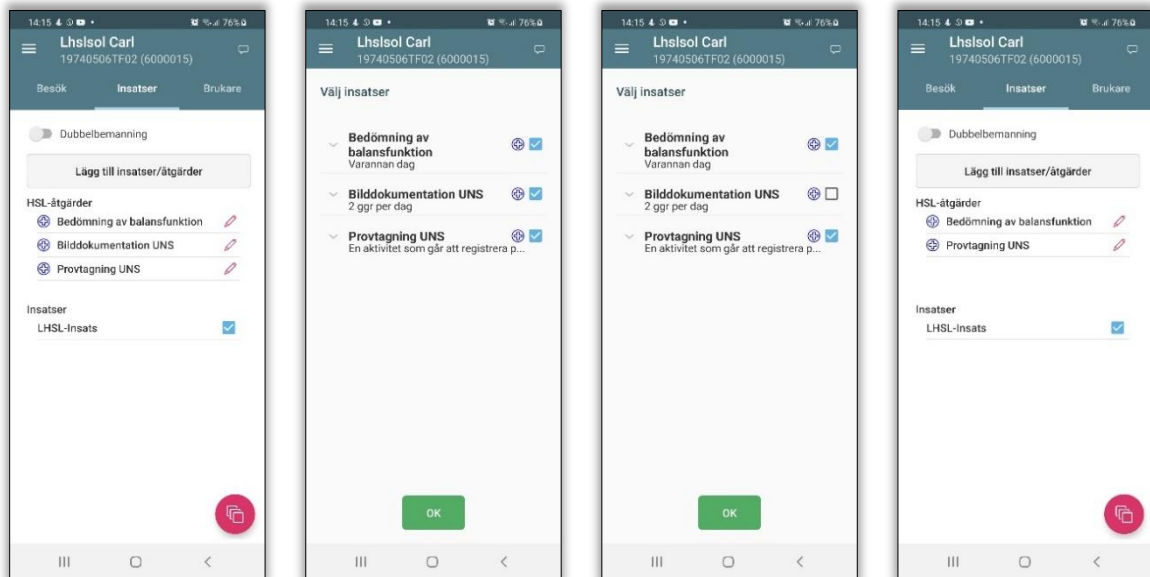 14:15
76%
Lhslsol Carl
19740506TF02 (6000015)
Besök Insatser Brukare
Dubbelbemanning
Lägg till insatser/åtgärder
HSL-åtgärder
Bedömning av balansfunktion
Bilddokumentation UNS
Provtagning UNS
Insatser
LHSL-Insats
14:15
76%
Lhslsol Carl
19740506TF02 (6000015)
Välj insatser
Bedömning av
balansfunktion
Varannan dag
Bilddokumentation UNS
2 ggr per dag
Provtagning UNS
En aktivitet som går att registrera p...
OK
14:15
76%
Lhslsol Carl
19740506TF02 (6000015)
Välj insatser
Bedömning av
balansfunktion
Varannan dag
Bilddokumentation UNS
2 ggr per dag
Provtagning UNS
En aktivitet som går att registrera p...
OK
14:15
76%
Lhslsol Carl
19740506TF02 (6000015)
Besök Insatser Brukare
Dubbelbemanning
Lägg till insatser/åtgärder
HSL-åtgärder
Bedömning av balansfunktion
Provtagning UNS
Insatser
LHSL-Insats